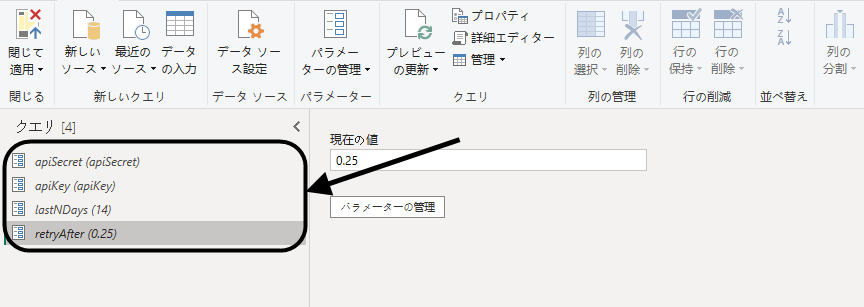 閉じて
適用
新しい
ソース
最近の
ソース
データ
の入力
データ ソー
ス設定
パラメー
ターの管理
プレビュー
の更新
プロパティ
詳細エディター
管理
列の
選択
列の
削除
行の
保持
行の
削除
A
Z
Z
A
列の
分割
閉じる
新しいクエリ
データ ソース
パラメーター
クエリ
列の管理
行の削減
並べ替え
クエリ [4]
apiSecret (apiSecret)
apiKey (apiKey)
lastNDays (14)
retryAfter (0.25)
現在の値
0.25
パラメーターの管理